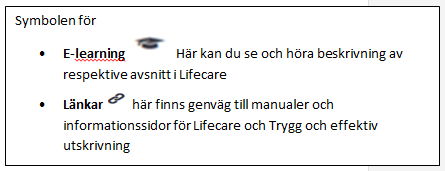 Symbolen för
• E-learning Här kan du se och höra beskrivning av
respektive avsnitt i Lifecare
• Länkar här finns genväg till manualer och
informationssidor för Lifecare och Trygg och effektiv
utskrivning